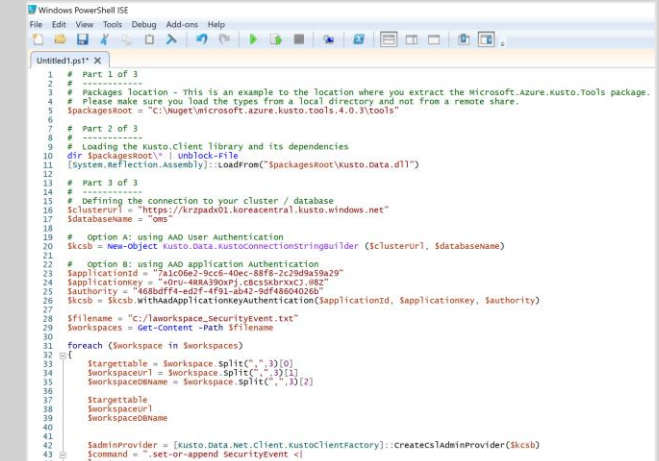 Windows PowerShell ISE
File Edit View Tools Debug Add-ons Help
Untitled1.ps1* X
1 # Part 1 of 3
2 # ------------
3 # Packages location - This is an example to the location where you extract the Microsoft.Azure.Kusto.Tools package.
4 # Please make sure you load the types from a local directory and not from a remote share.
5 $packagesRoot = "C:\Nuget\microsoft.azure.kusto.tools.4.0.3\tools"
6
7 # Part 2 of 3
8 # ------------
9 # Loading the Kusto.Client library and its dependencies
10 dir $packagesRoot\* | Unblock-File
11 [System.Reflection.Assembly]::LoadFrom("$packagesRoot\Kusto.Data.dll")
12
13 # Part 3 of 3
14 # ------------
15 # Defining the connection to your cluster / database
16 $clusterUrl = "https://krzpadx01.koreacentral.kusto.windows.net"
17 $databaseName = "oms"
18
19 # Option A: using AAD User Authentication
20 $kcsb = New-Object Kusto.Data.KustoConnectionStringBuilder ($clusterUrl, $databaseName)
21
22 # Option B: using AAD application Authentication
23 $applicationId = "7a1c06e2-9cc6-40ec-88f8-2c29d9a59a29"
24 $applicationKey =
25 $authority = "468bdff4-ed2f-4f91-ab42-9df48604026b"
26 $kcsb = $kcsb.WithAadApplicationKeyAuthentication($applicationId, $applicationKey, $authority)
27
28 $filename = "C:/laworkspace_SecurityEvent.txt"
29 $workspaces = Get-Content -Path $filename
30
31 foreach ($workspace in $workspaces)
32 {
33 $targettable = $workspace.Split(",",3)[0]
34 $workspaceUrl = $workspace.Split(",",3)[1]
35 $workspaceDBName = $workspace.Split(",",3)[2]
36
37 $targettable
38 $workspaceUrl
39 $workspaceDBName
40
41
42 $adminProvider = [Kusto.Data.Net.Client.KustoClientFactory]::CreateCslAdminProvider($kcsb)
43 $command = ".set-or-append SecurityEvent <|